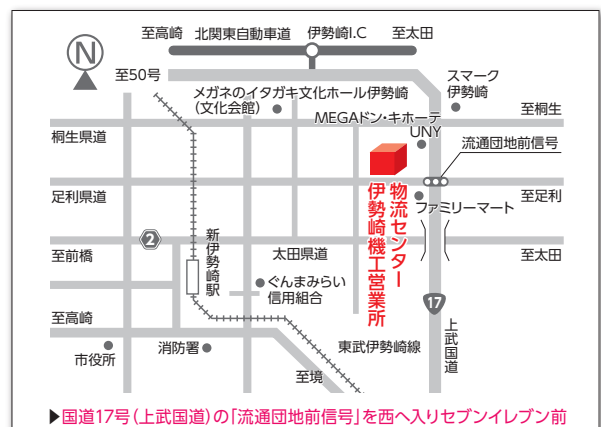 至高崎 北関東自動車道 伊勢崎I.C 至太田
N
至50号
スマーク
伊勢崎
メガネのイタガキ文化ホール伊勢崎
(文化会館)
MEGAドン・キホーテ
UNY
至桐生
桐生県道
流通団地前信号
足利県道
至足利
ファミリーマート
物流センター
伊勢崎機工営業所
2
新伊勢崎駅
太田県道
至前橋
至太田
ぐんまみらい
信用組合
17
上武国道
至高崎
市役所
消防署
東武伊勢崎線
至境
▶国道17号(上武国道)の「流通団地前信号」を西へ入りセブンイレブン前